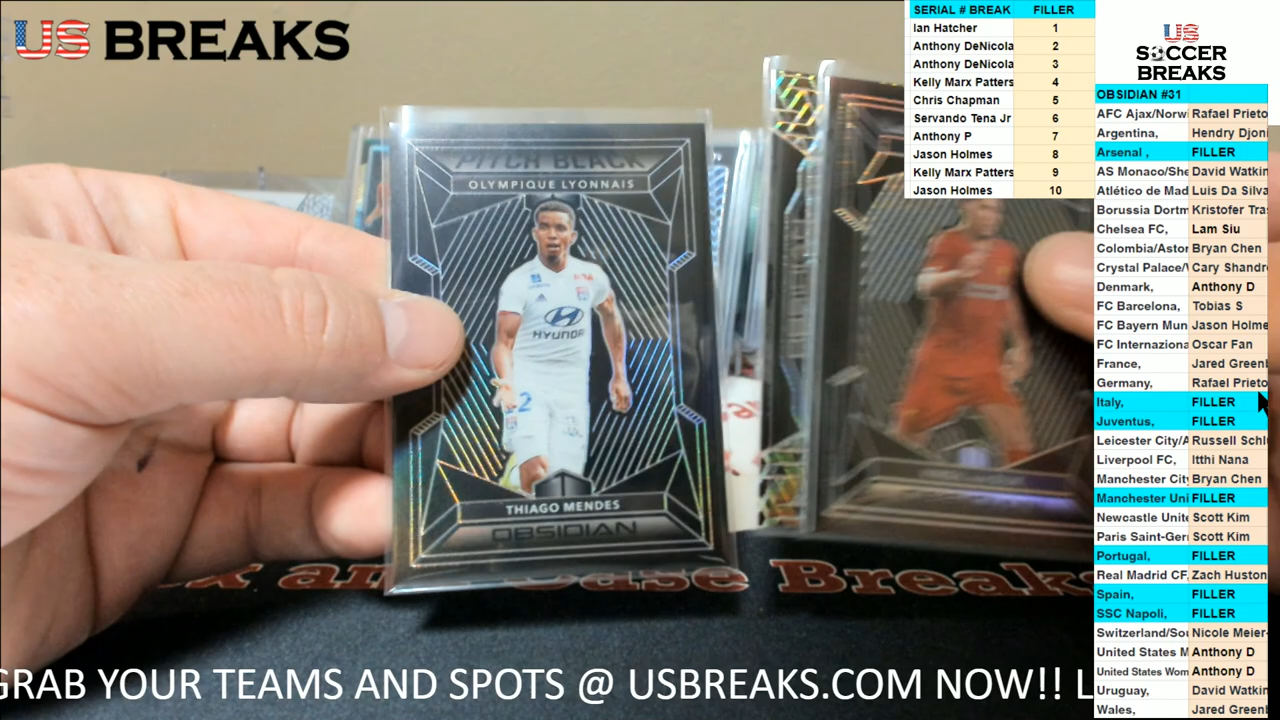 US BREAKS
SERIAL # BREAK FILLER
Ian Hatcher 1
Anthony DeNicola 2
Anthony DeNicola 3
Kelly Marx Patters 4
Chris Chapman 5
Servando Tena Jr 6
Anthony P 7
Jason Holmes 8
Kelly Marx Patters 9
Jason Holmes 10
US
SOCCER
BREAKS
OBSIDIAN #31
AFC Ajax/Norwi Rafael Prieto
Argentina, Hendry Djoni
Arsenal , FILLER
AS Monaco/She David Watkin
Atlético de Mad Luis Da Silva
Borussia Dortm Kristofer Tra
Chelsea FC, Lam Siu
Colombia/Aston Bryan Chen
Crystal Palace/ Cary Shandr
Denmark, Anthony D
FC Barcelona, Tobias S
FC Bayern Mun Jason Holme
FC Internaziona Oscar Fan
France, Jared Green
Germany, Rafael Prieto
Italy, FILLER
Juventus, FILLER
Leicester City/A Russell Schl
Liverpool FC, Itthi Nana
Manchester City Bryan Chen
Manchester Uni FILLER
Newcastle Unite Scott Kim
Paris Saint-Ger Scott Kim
Portugal, FILLER
Real Madrid CF, Zach Huston
Spain, FILLER
SSC Napoli, FILLER
Switzerland/Sou Nicole Meier-
United States M Anthony D
United States Wom Anthony D
Uruguay, David Watkin
Wales, Jared Green
PITCH BLACK
OLYMPIQUE LYONNAIS
HYUNDAI
THIAGO MENDES
OBSIDIAN
Breaks
GRAB YOUR TEAMS AND SPOTS @ USBREAKS.COM NOW!! L